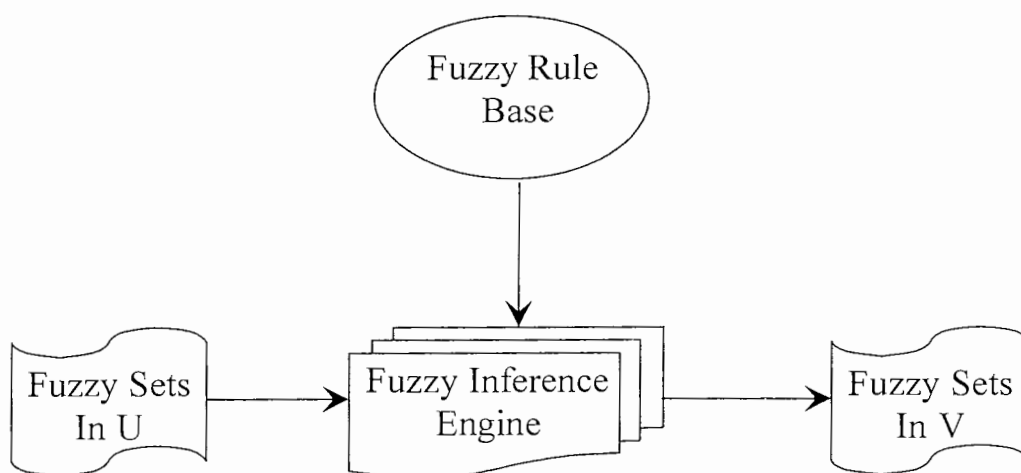 Fuzzy Rule
Base
Fuzzy Sets
In U
Fuzzy Inference
Engine
Fuzzy Sets
In V